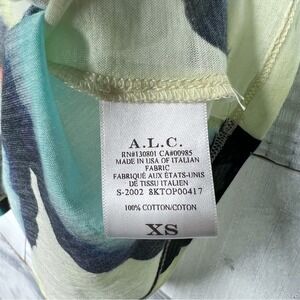 A.L.C.
RN#130801 CA#00985
MADE IN USA OF ITALIAN
FABRIC
FABRIQUÉ AUX ÉTATS-UNIS
DE TISSU ITALIEN
S-2002 8KTOP00417
100% COTTON/COTON
XS